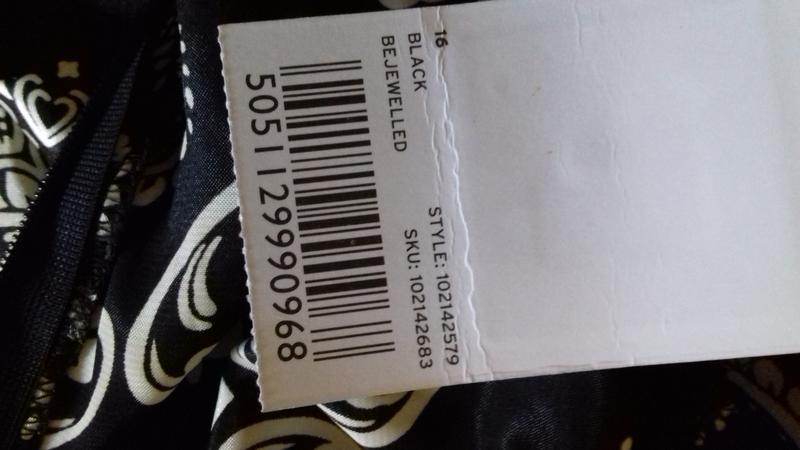 16 STYLE: 102142579
BLACK SKU: 102142683
BEJEWELLED
5051129990968